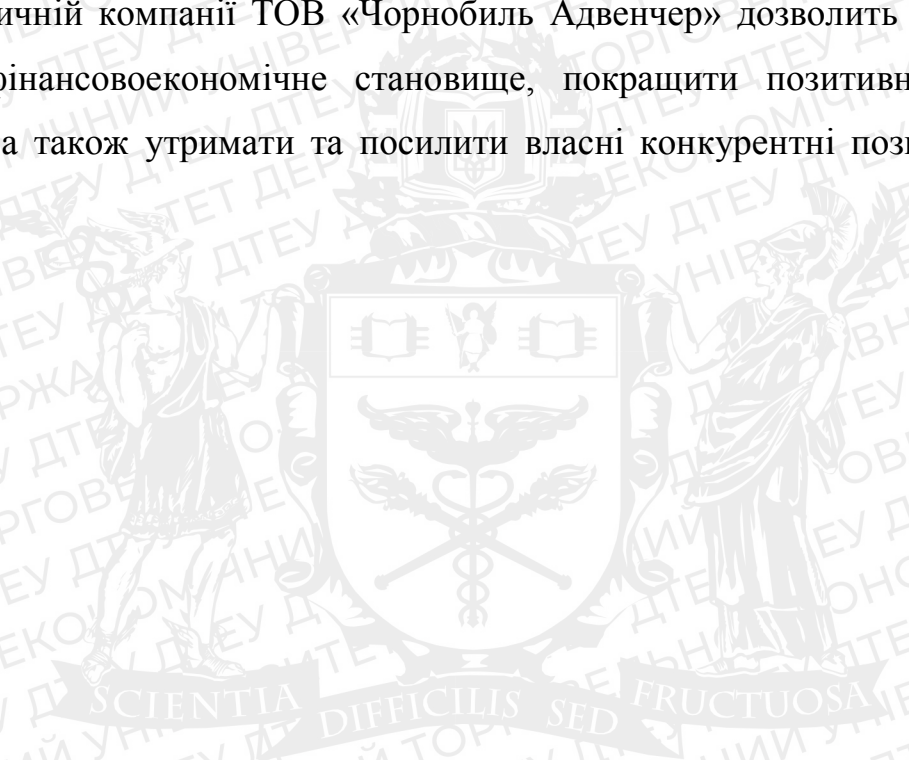 ичній компанії ТОВ «Чорнобиль Адвенчер» дозволить
фінансовоекономічне становище, покращити позитивн
а також утримати та посилити власні конкурентні пози
SCIENTIA DIFFICILIS SED FRUCTUOSA